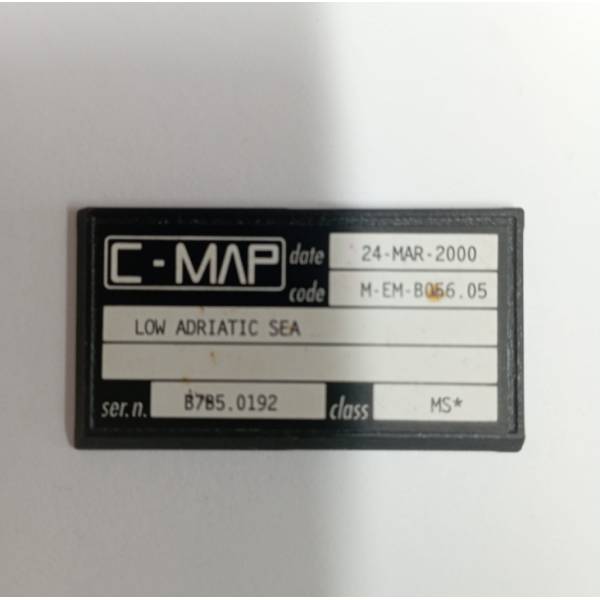 C-MAP date 24-MAR-2000
code M-EM-B056.05
LOW ADRIATIC SEA
ser.n. B7B5.0192 class MS*